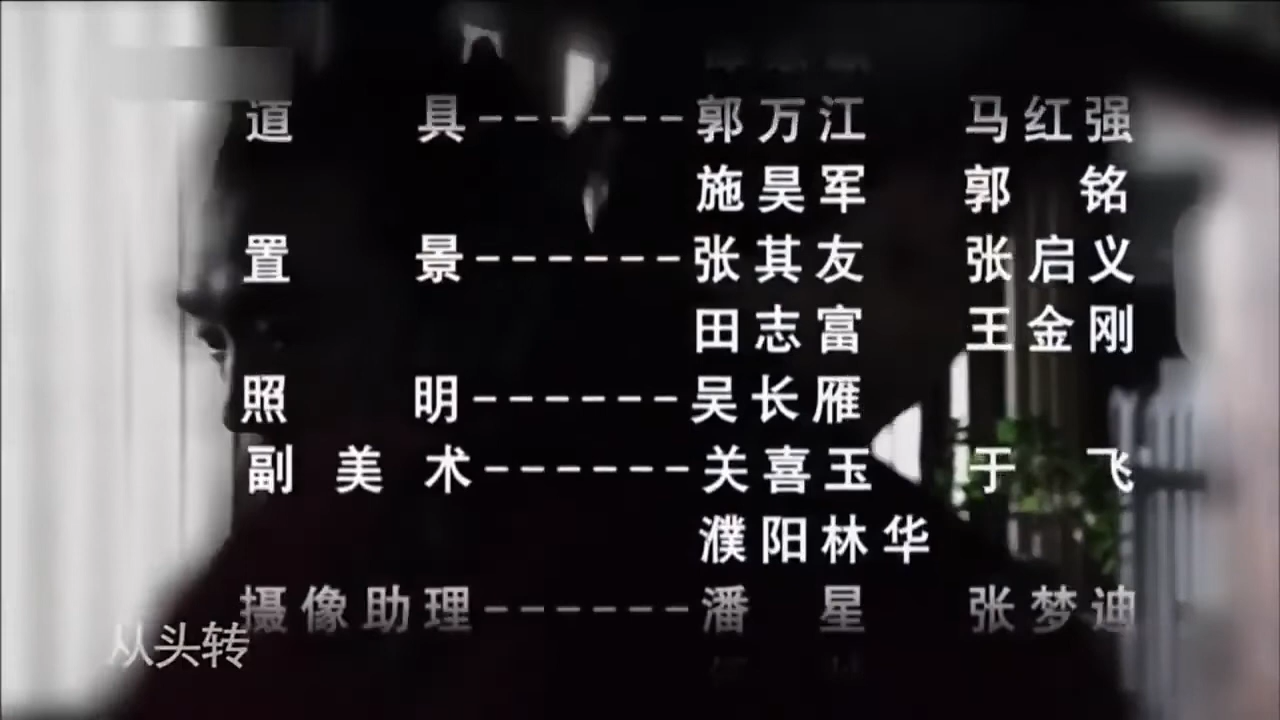 道具------郭万江 马红强
施昊军 郭铭
置景------张其友 张启义
田志富 王金刚
照明------吴长雁
副美术------关喜玉 于飞
濮阳林华
摄像助理------潘星 张梦迪
从头转